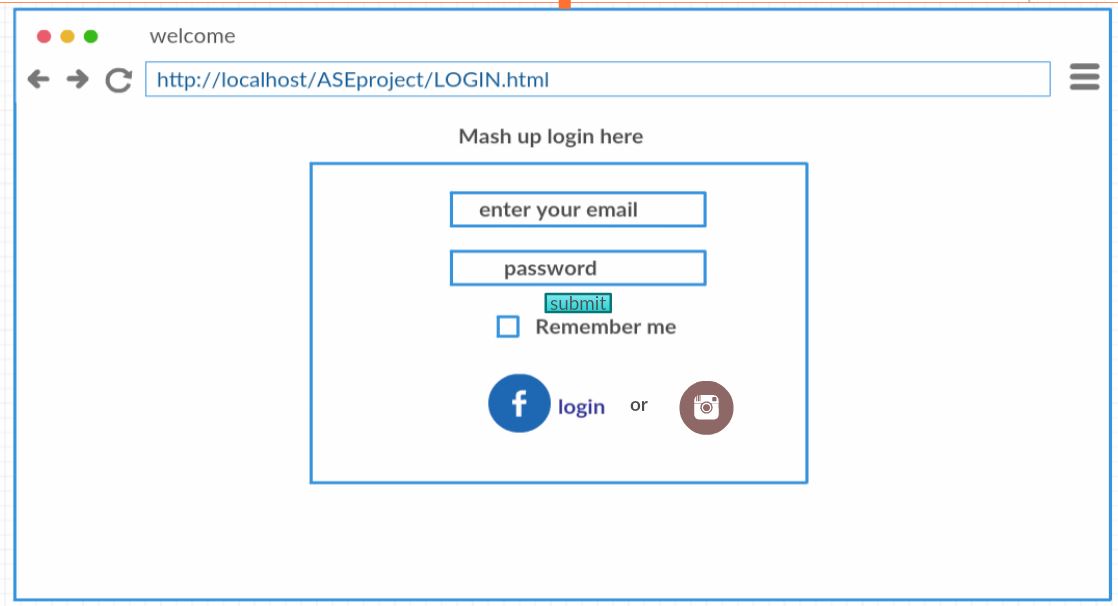 welcome
http://localhost/ASEproject/LOGIN.html
Mash up login here
enter your email
password
submit
Remember me
f login or